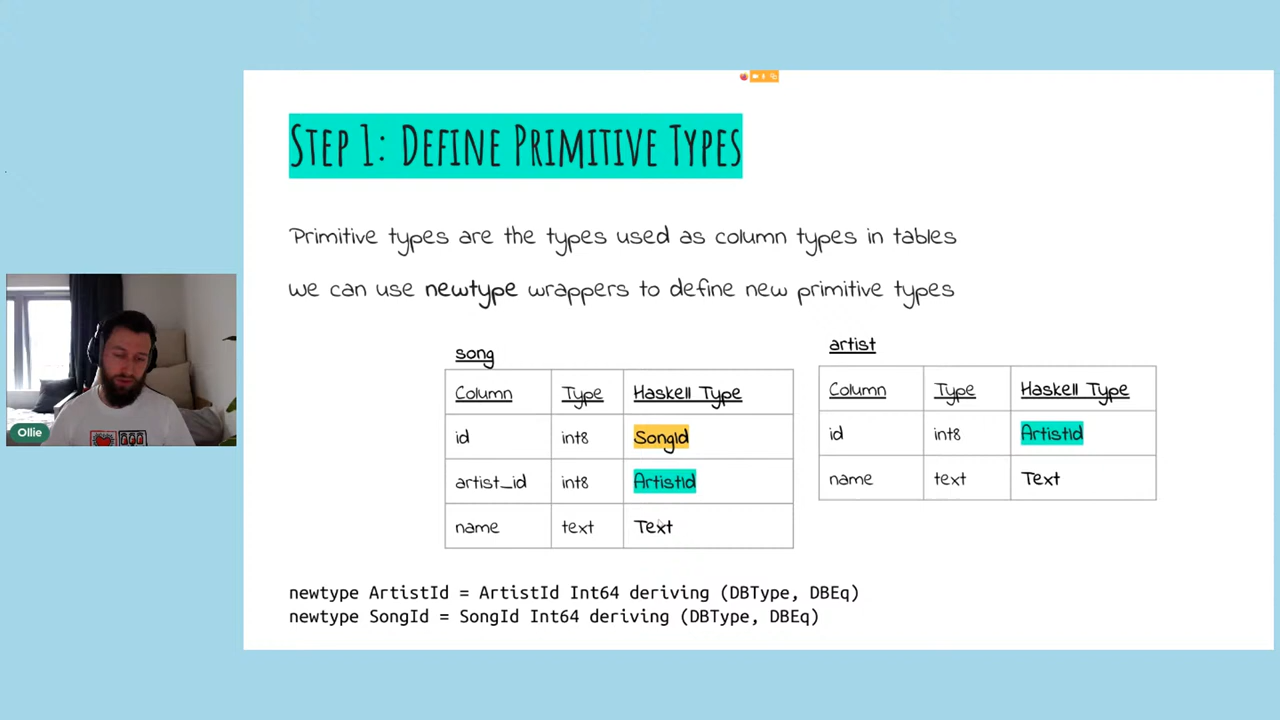 STEP 1: DEFINE PRIMITIVE TYPES
Primitive types are the types used as column types in tables
We can use newtype wrappers to define new primitive types
song
Column Type Haskell Type
id int8 SongId
artist_id int8 ArtistId
name text Text
artist
Column Type Haskell Type
id int8 ArtistId
name text Text
newtype ArtistId = ArtistId Int64 deriving (DBType, DBEq)
newtype SongId = SongId Int64 deriving (DBType, DBEq)
Ollie